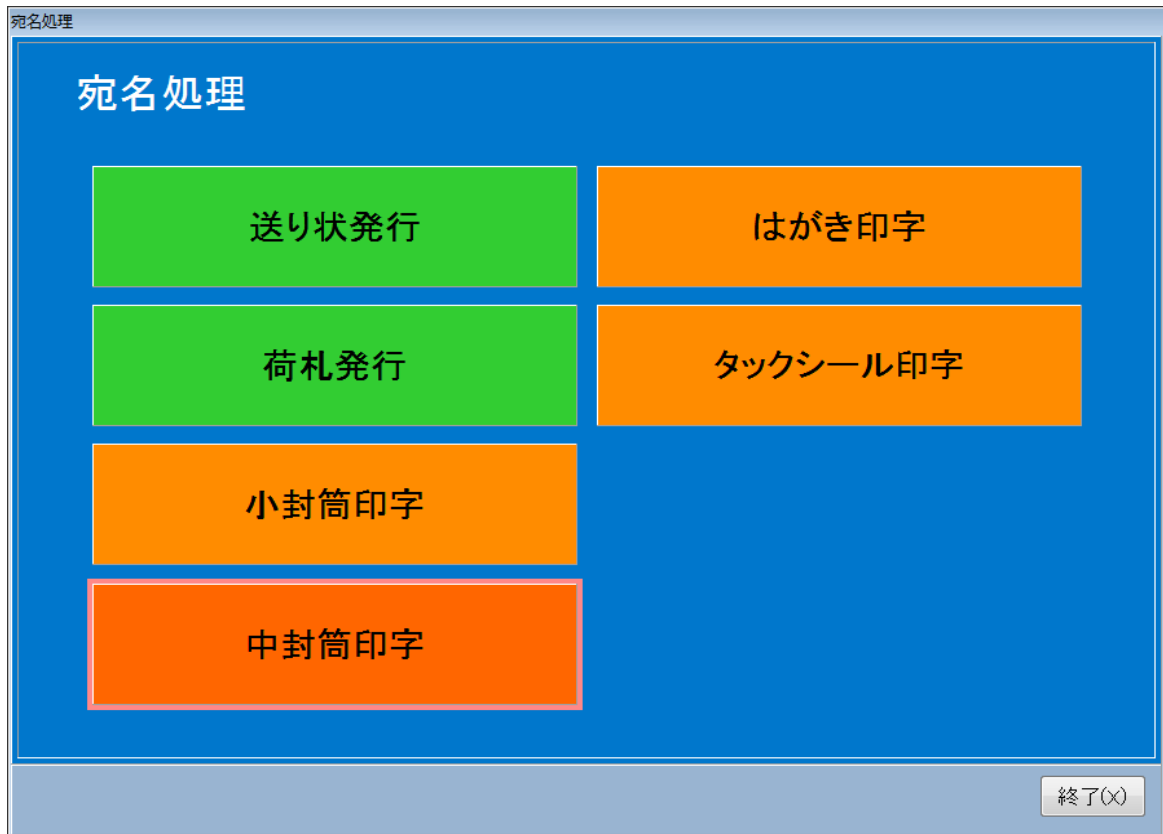 宛名処理
宛名処理
送り状発行
はがき印字
荷札発行
タックシール印字
小封筒印字
中封筒印字
終了(X)